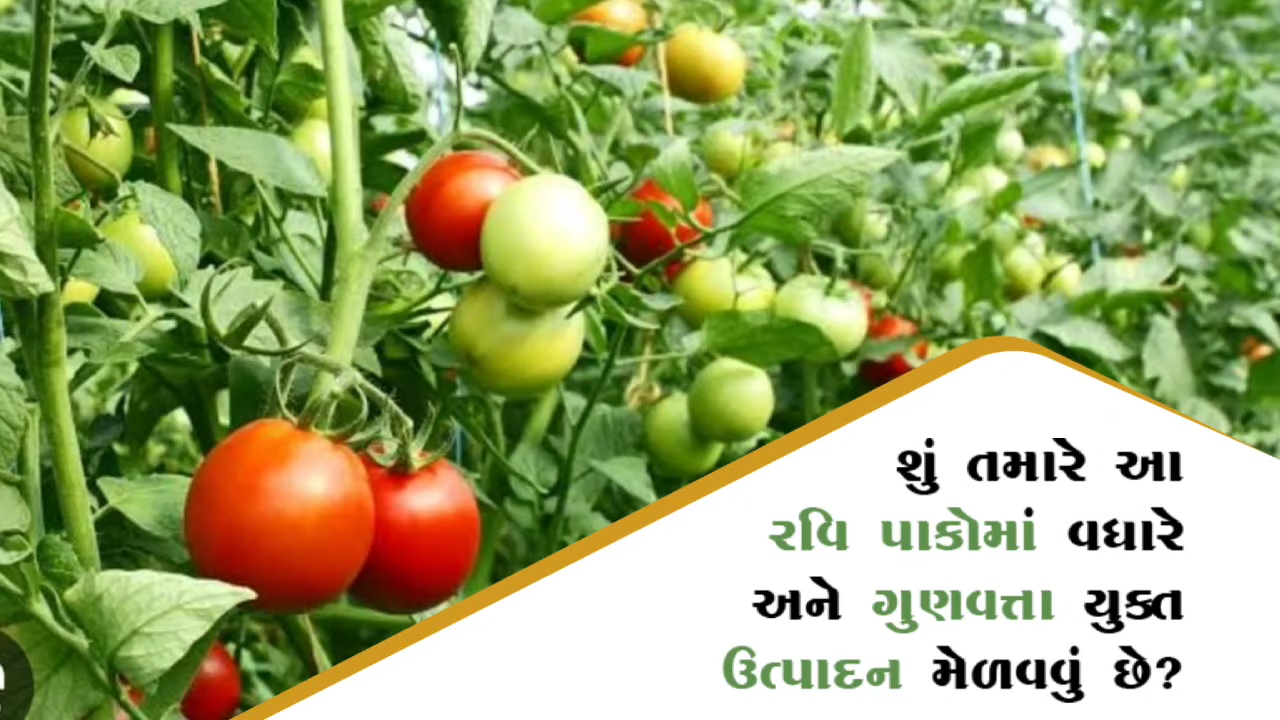 શું તમારે આ
રવિ પાકોમાં વધારે
અને ગુણવત્તા યુક્ત
ઉત્પાદન મેળવવું છે?